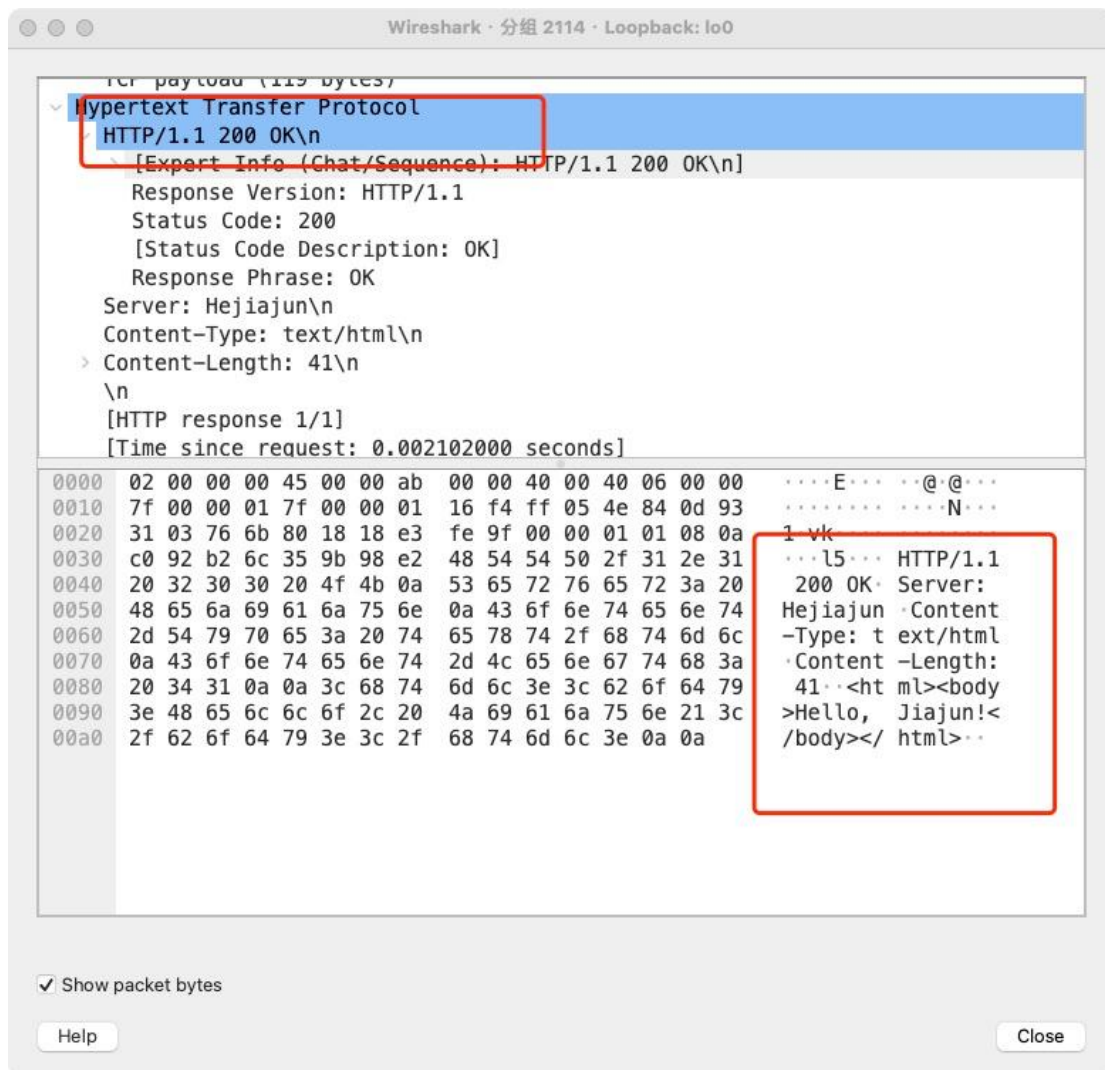 Wireshark · 分组 2114 · Loopback: lo0
TCP payload (119 bytes)
Hypertext Transfer Protocol
HTTP/1.1 200 OK\n
[Expert Info (Chat/Sequence): HTTP/1.1 200 OK\n]
Response Version: HTTP/1.1
Status Code: 200
[Status Code Description: OK]
Response Phrase: OK
Server: Hejiajun\n
Content-Type: text/html\n
Content-Length: 41\n
\n
[HTTP response 1/1]
[Time since request: 0.002102000 seconds]
0000 02 00 00 00 45 00 00 ab 00 00 40 00 40 06 00 00 ····E··· ··@·@···
0010 7f 00 00 01 7f 00 00 01 16 f4 ff 05 4e 84 0d 93 ········ ····N···
0020 31 03 76 6b 80 18 18 e3 fe 9f 00 00 01 01 08 0a 1·vk···· ········
0030 c0 92 b2 6c 35 9b 98 e2 48 54 54 50 2f 31 2e 31 ···l5··· HTTP/1.1
0040 20 32 30 30 20 4f 4b 0a 53 65 72 76 65 72 3a 20 200 OK· Server:
0050 48 65 6a 69 61 6a 75 6e 0a 43 6f 6e 74 65 6e 74 Hejiajun ·Content
0060 2d 54 79 70 65 3a 20 74 65 78 74 2f 68 74 6d 6c -Type: t ext/html
0070 0a 43 6f 6e 74 65 6e 74 2d 4c 65 6e 67 74 68 3a ·Content -Length:
0080 20 34 31 0a 0a 3c 68 74 6d 6c 3e 3c 62 6f 64 79 41··<ht ml><body
0090 3e 48 65 6c 6c 6f 2c 20 4a 69 61 6a 75 6e 21 3c >Hello, Jiajun!<
00a0 2f 62 6f 64 79 3e 3c 2f 68 74 6d 6c 3e 0a 0a /body></ html>··
Show packet bytes
Help
Close